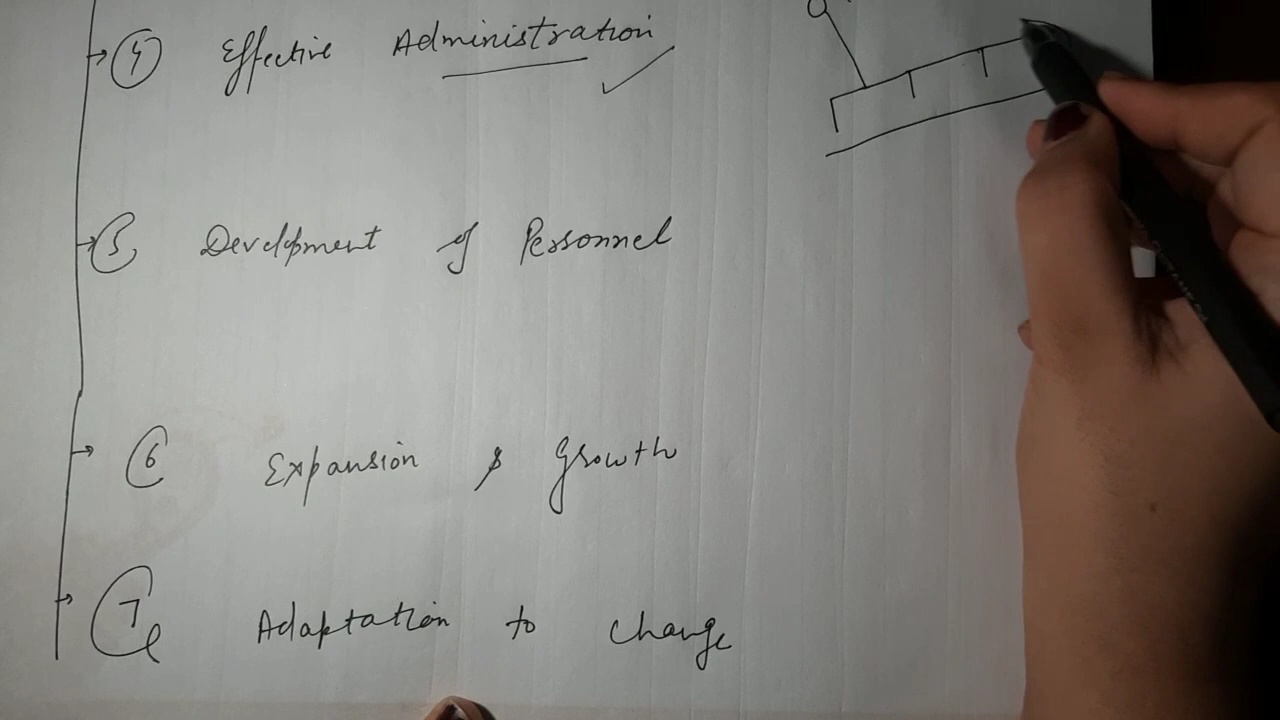 4 Effective Administration
5 Development of Personnel
6 Expansion & Growth
7 Adaptation to change